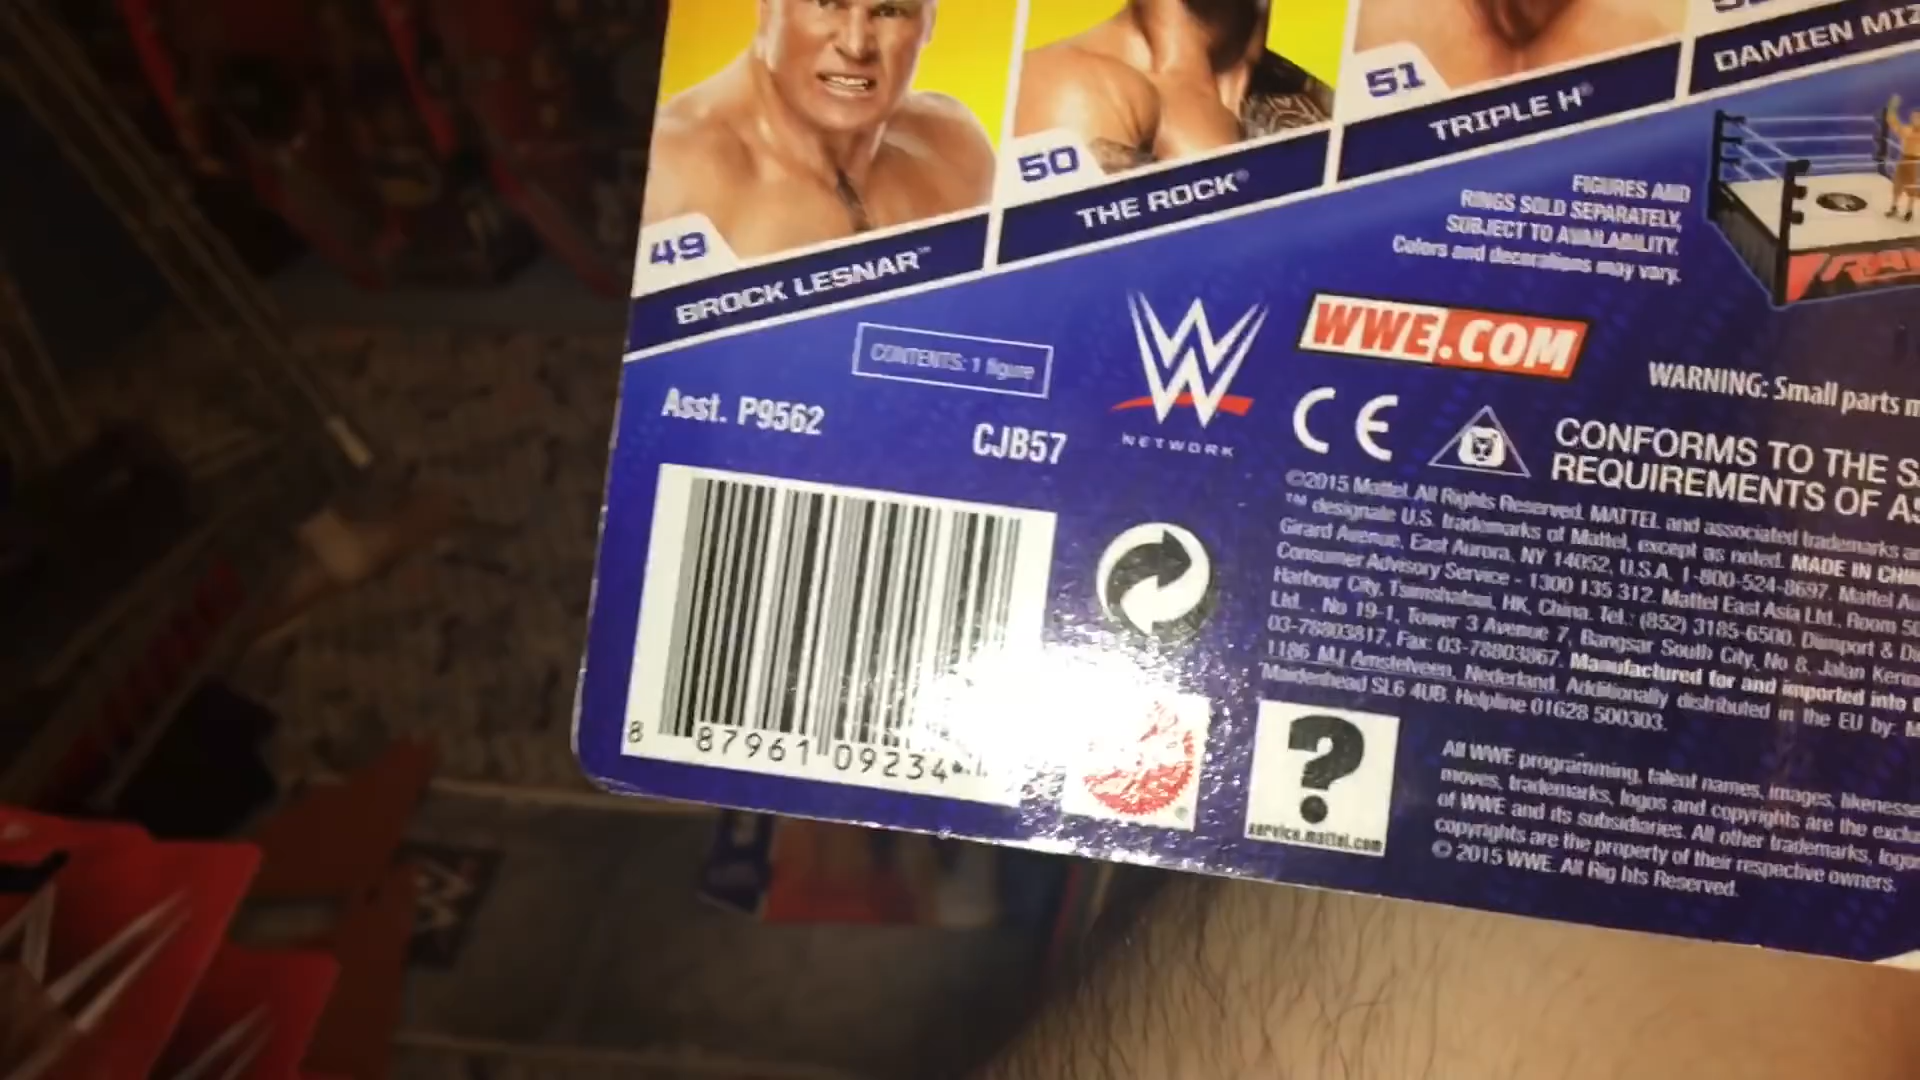 49
BROCK LESNAR™
50
THE ROCK®
51
TRIPLE H®
DAMIEN MIZ
FIGURES AND
RINGS SOLD SEPARATELY,
SUBJECT TO AVAILABILITY.
Colors and decorations may vary.
CONTENTS: 1 figure
Asst. P9562
CJB57
W
NETWORK
WWE.COM
WARNING: Small parts m
CE
CONFORMS TO THE S
REQUIREMENTS OF AS
©2015 Mattel. All Rights Reserved. MATTEL and associated trademarks a
™ designate U.S. trademarks of Mattel, except as noted. MADE IN CHIN
Girard Avenue, East Aurora, NY 14052, U.S.A. 1-800-524-8697. Mattel Au
Consumer Advisory Service - 1300 135 312. Mattel East Asia Ltd., Room 50
Harbour City, Tsimshatsui, HK, China. Tel.: (852) 3185-6500. Diimport & Di
Ltd. . No 19-1, Tower 3 Avenue 7, Bangsar South City, No 8, Jalan Kerin
03-78803817, Fax: 03-78803867. Manufactured for and imported into
1186 MJ Amstelveen, Nederland. Additionally distributed in the EU by: M
Maidenhead SL6 4UB. Helpline 01628 500303.
8 87961 09234
?
service.mattel.com
All WWE programming, talent names, images, likenesse
moves, trademarks, logos and copyrights are the exclu
of WWE and its subsidiaries. All other trademarks, logo
copyrights are the property of their respective owners.
© 2015 WWE. All Rig hts Reserved.